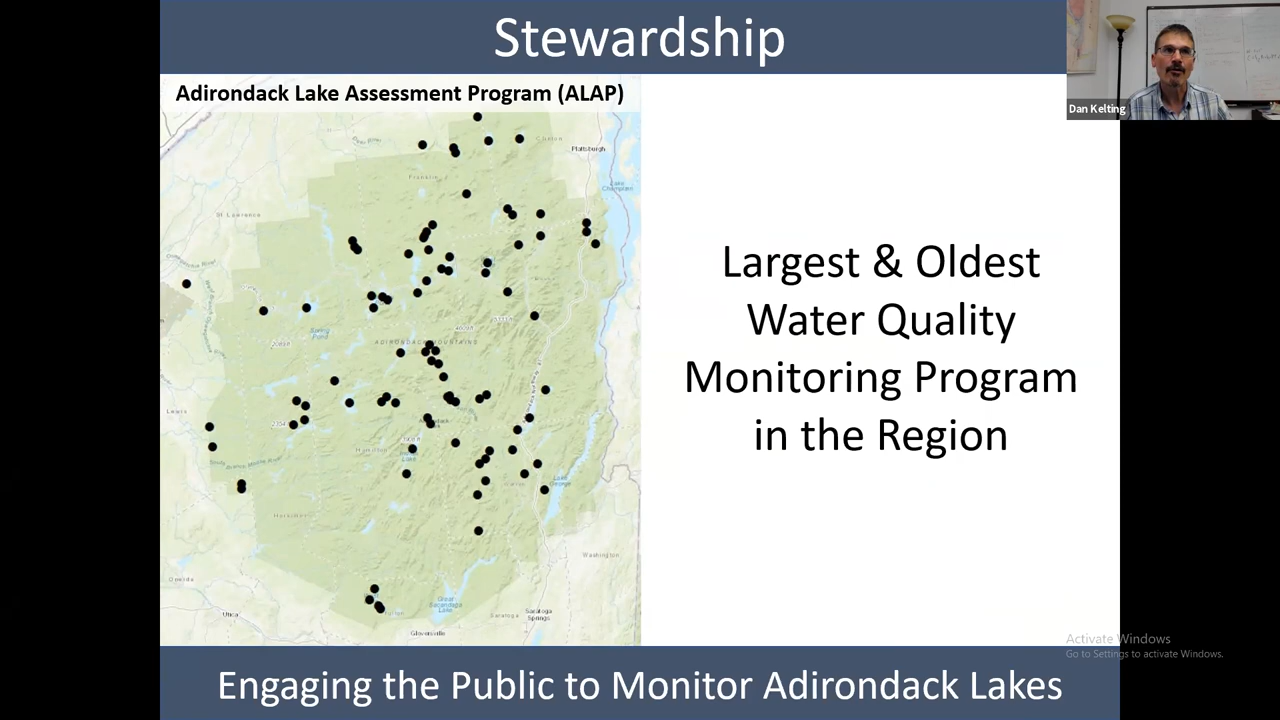 Stewardship
Dan Kelting
Adirondack Lake Assessment Program (ALAP)
Clinton
Plattsburgh
Franklin
Lake
Champlain
St Lawrence
ADIRONDACK MOUNTAINS
Lewis
Hamilton
Lake
George
Herkimer
Washington
Oneida
Utica
Fulton
Great
Sacandaga
Lake
Saratoga
Saratoga
Springs
Gloversville
Largest & Oldest
Water Quality
Monitoring Program
in the Region
Activate Windows
Go to Settings to activate Windows.
Engaging the Public to Monitor Adirondack Lakes